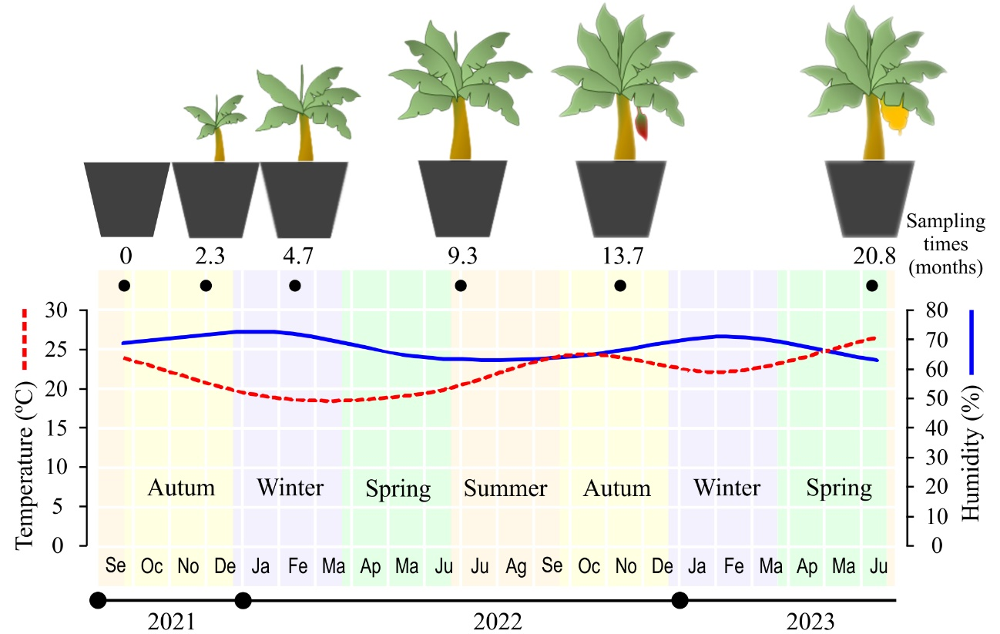 Sampling
times
(months)
0 2.3 4.7 9.3 13.7 20.8
Temperature (ºC)
30
25
20
15
10
5
0
80
70
60
50
40
30
20
10
0
Humidity (%)
Autum Winter Spring Summer Autum Winter Spring
Se Oc No De Ja Fe Ma Ap Ma Ju Ju Ag Se Oc No De Ja Fe Ma Ap Ma Ju
2021 2022 2023